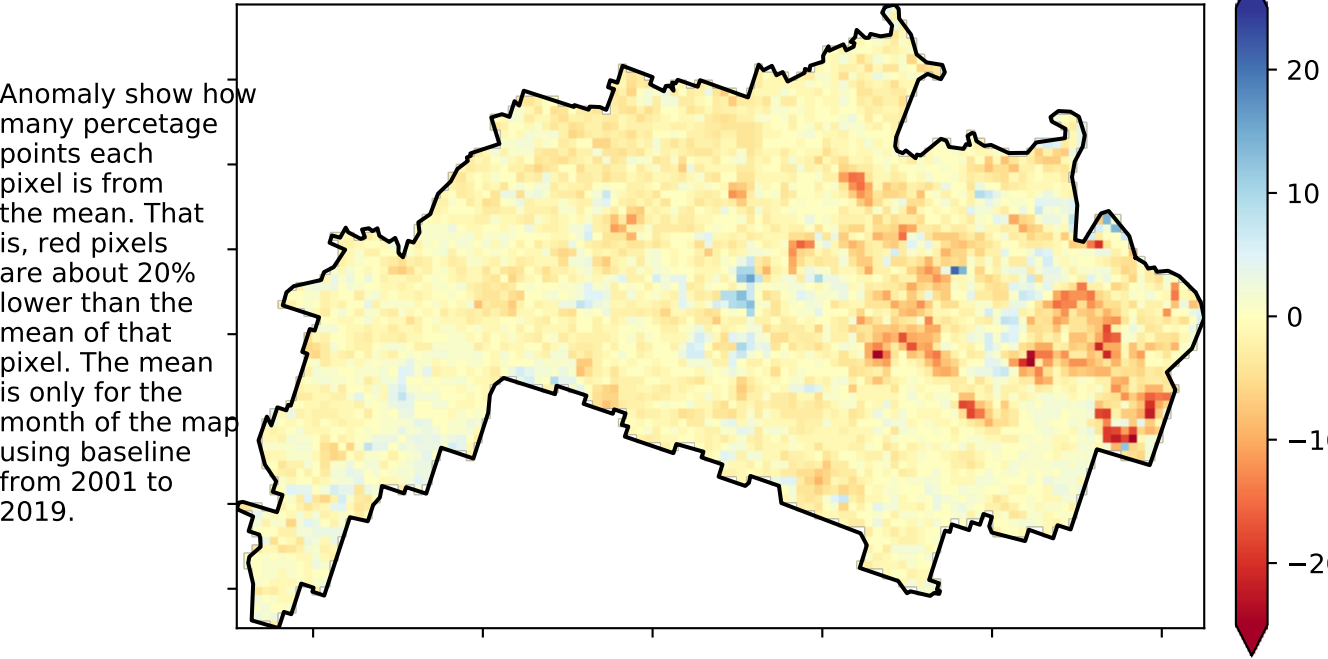 Anomaly show how
many percetage
points each
pixel is from
the mean. That
is, red pixels
are about 20%
lower than the
mean of that
pixel. The mean
is only for the
month of the map
using baseline
from 2001 to
2019.
20
10
0
−10
−20